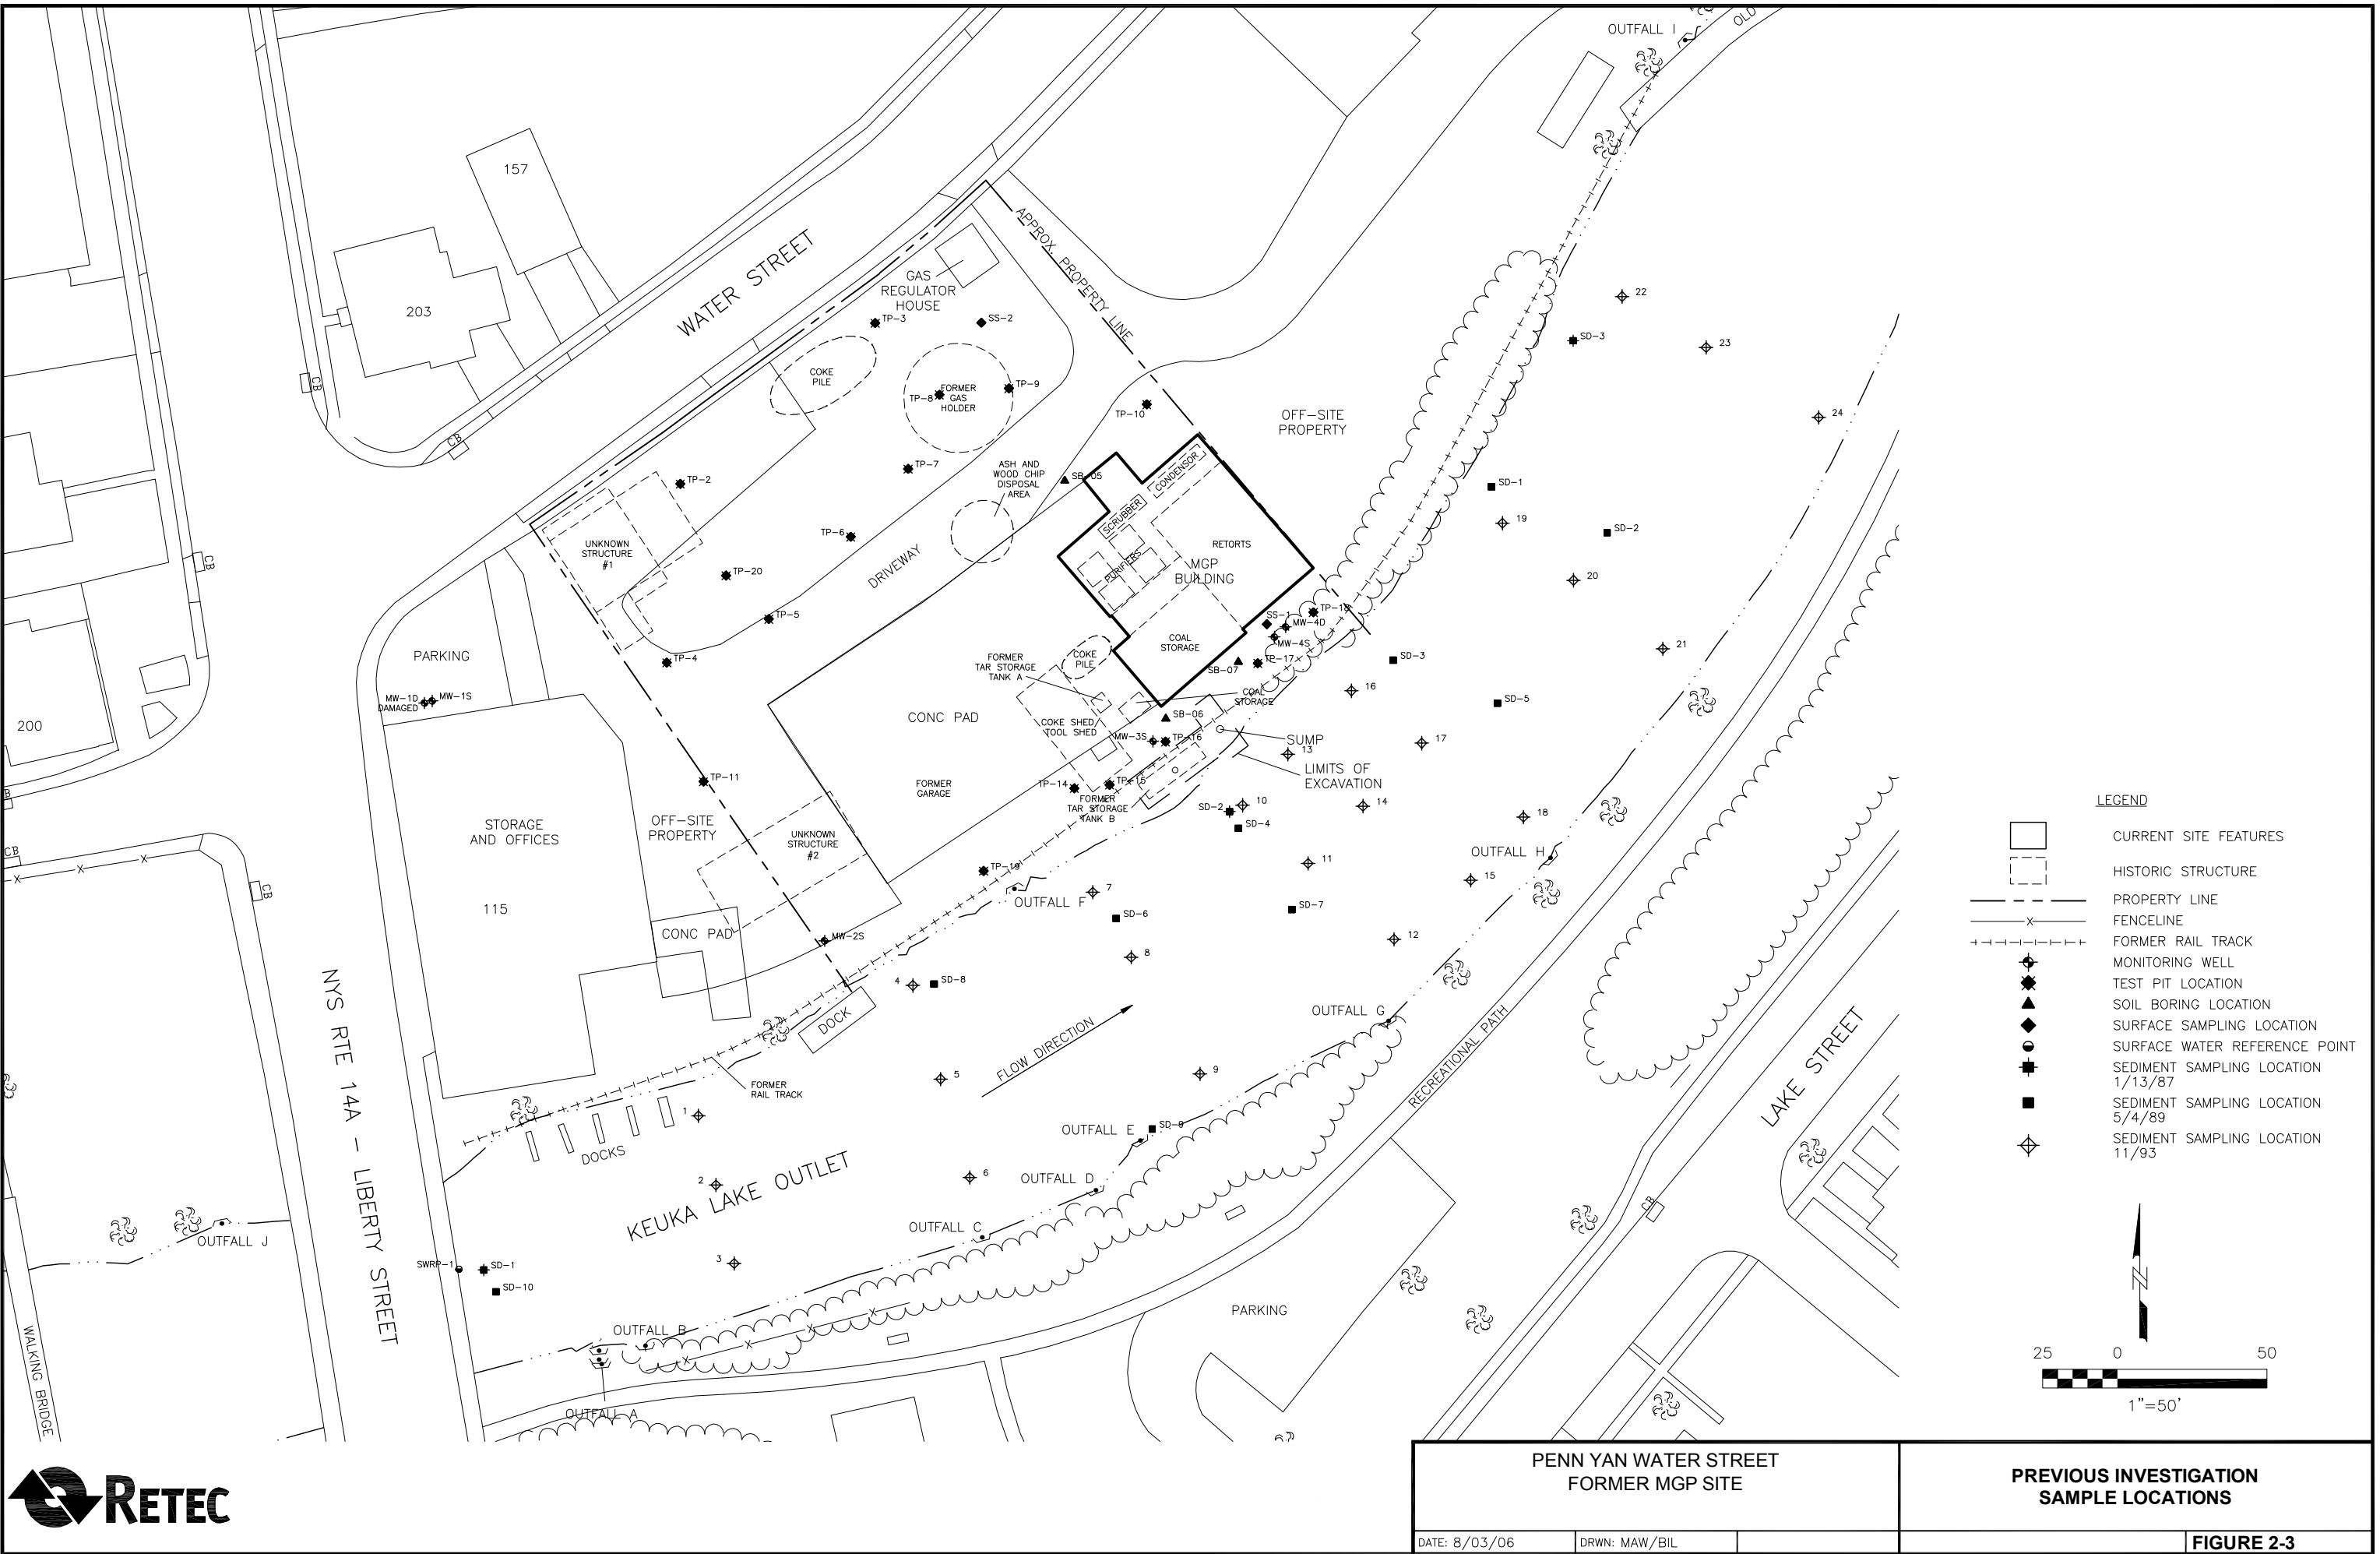 OUTFALL I
OLD
157
203
WATER STREET
APPROX. PROPERTY LINE
GAS
REGULATOR
HOUSE
TP-3
SS-2
COKE
PILE
TP-8
FORMER
GAS
HOLDER
TP-9
TP-10
OFF-SITE
PROPERTY
22
SD-3
23
24
CB
CB
TP-2
TP-7
ASH AND
WOOD CHIP
DISPOSAL
AREA
SB-05
CONDENSOR
SCRUBBER
SD-1
19
SD-2
UNKNOWN
STRUCTURE
#1
TP-6
DRIVEWAY
PURIFIERS
RETORTS
MGP
BUILDING
20
CB
TP-20
TP-5
SS-1
TP-18
MW-4D
MW-4S
21
PARKING
TP-4
FORMER
TAR STORAGE
TANK A
COKE
PILE
COAL
STORAGE
SB-07
TP-17
SD-3
16
MW-1D
DAMAGED
MW-1S
200
CONC PAD
COKE SHED/
TOOL SHED
COAL
STORAGE
SB-06
MW-3S
TP-16
SUMP
13
17
SD-5
LIMITS OF
EXCAVATION
TP-11
FORMER
GARAGE
TP-14
TP-15
FORMER
TAR STORAGE
TANK B
SD-2
10
SD-4
14
18
B
CB
STORAGE
AND OFFICES
OFF-SITE
PROPERTY
UNKNOWN
STRUCTURE
#2
TP-19
OUTFALL F
7
11
OUTFALL H
15
CB
115
CONC PAD
MW-2S
SD-6
SD-7
8
12
4
SD-8
DOCK
FLOW DIRECTION
OUTFALL G
RECREATIONAL PATH
LAKE STREET
NYS RTE 14A - LIBERTY STREET
FORMER
RAIL TRACK
5
9
1
DOCKS
OUTFALL E
SD-9
2
KEUKA LAKE OUTLET
6
OUTFALL D
OUTFALL C
OUTFALL J
3
SWRP-1
SD-1
SD-10
CB
PARKING
OUTFALL B
OUTFALL A
WALKING BRIDGE
LEGEND
CURRENT SITE FEATURES
HISTORIC STRUCTURE
PROPERTY LINE
FENCELINE
FORMER RAIL TRACK
MONITORING WELL
TEST PIT LOCATION
SOIL BORING LOCATION
SURFACE SAMPLING LOCATION
SURFACE WATER REFERENCE POINT
SEDIMENT SAMPLING LOCATION
1/13/87
SEDIMENT SAMPLING LOCATION
5/4/89
SEDIMENT SAMPLING LOCATION
11/93
N
25 0 50
1"=50'
RETEC
PENN YAN WATER STREET
FORMER MGP SITE
PREVIOUS INVESTIGATION
SAMPLE LOCATIONS
DATE: 8/03/06
DRWN: MAW/BIL
FIGURE 2-3